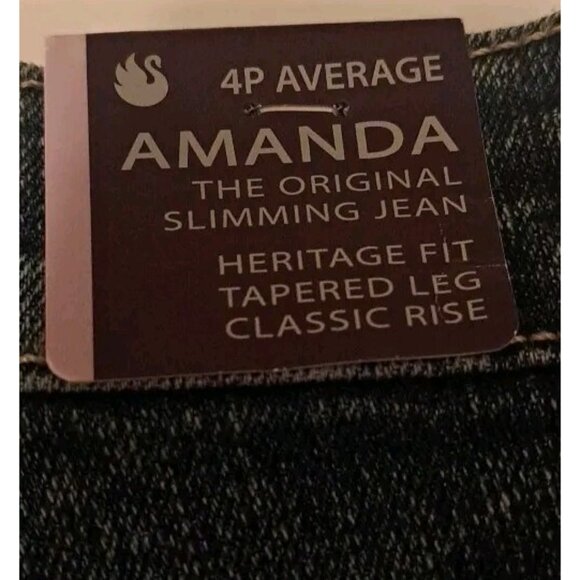 4P AVERAGE
AMANDA
THE ORIGINAL
SLIMMING JEAN
HERITAGE FIT
TAPERED LEG
CLASSIC RISE